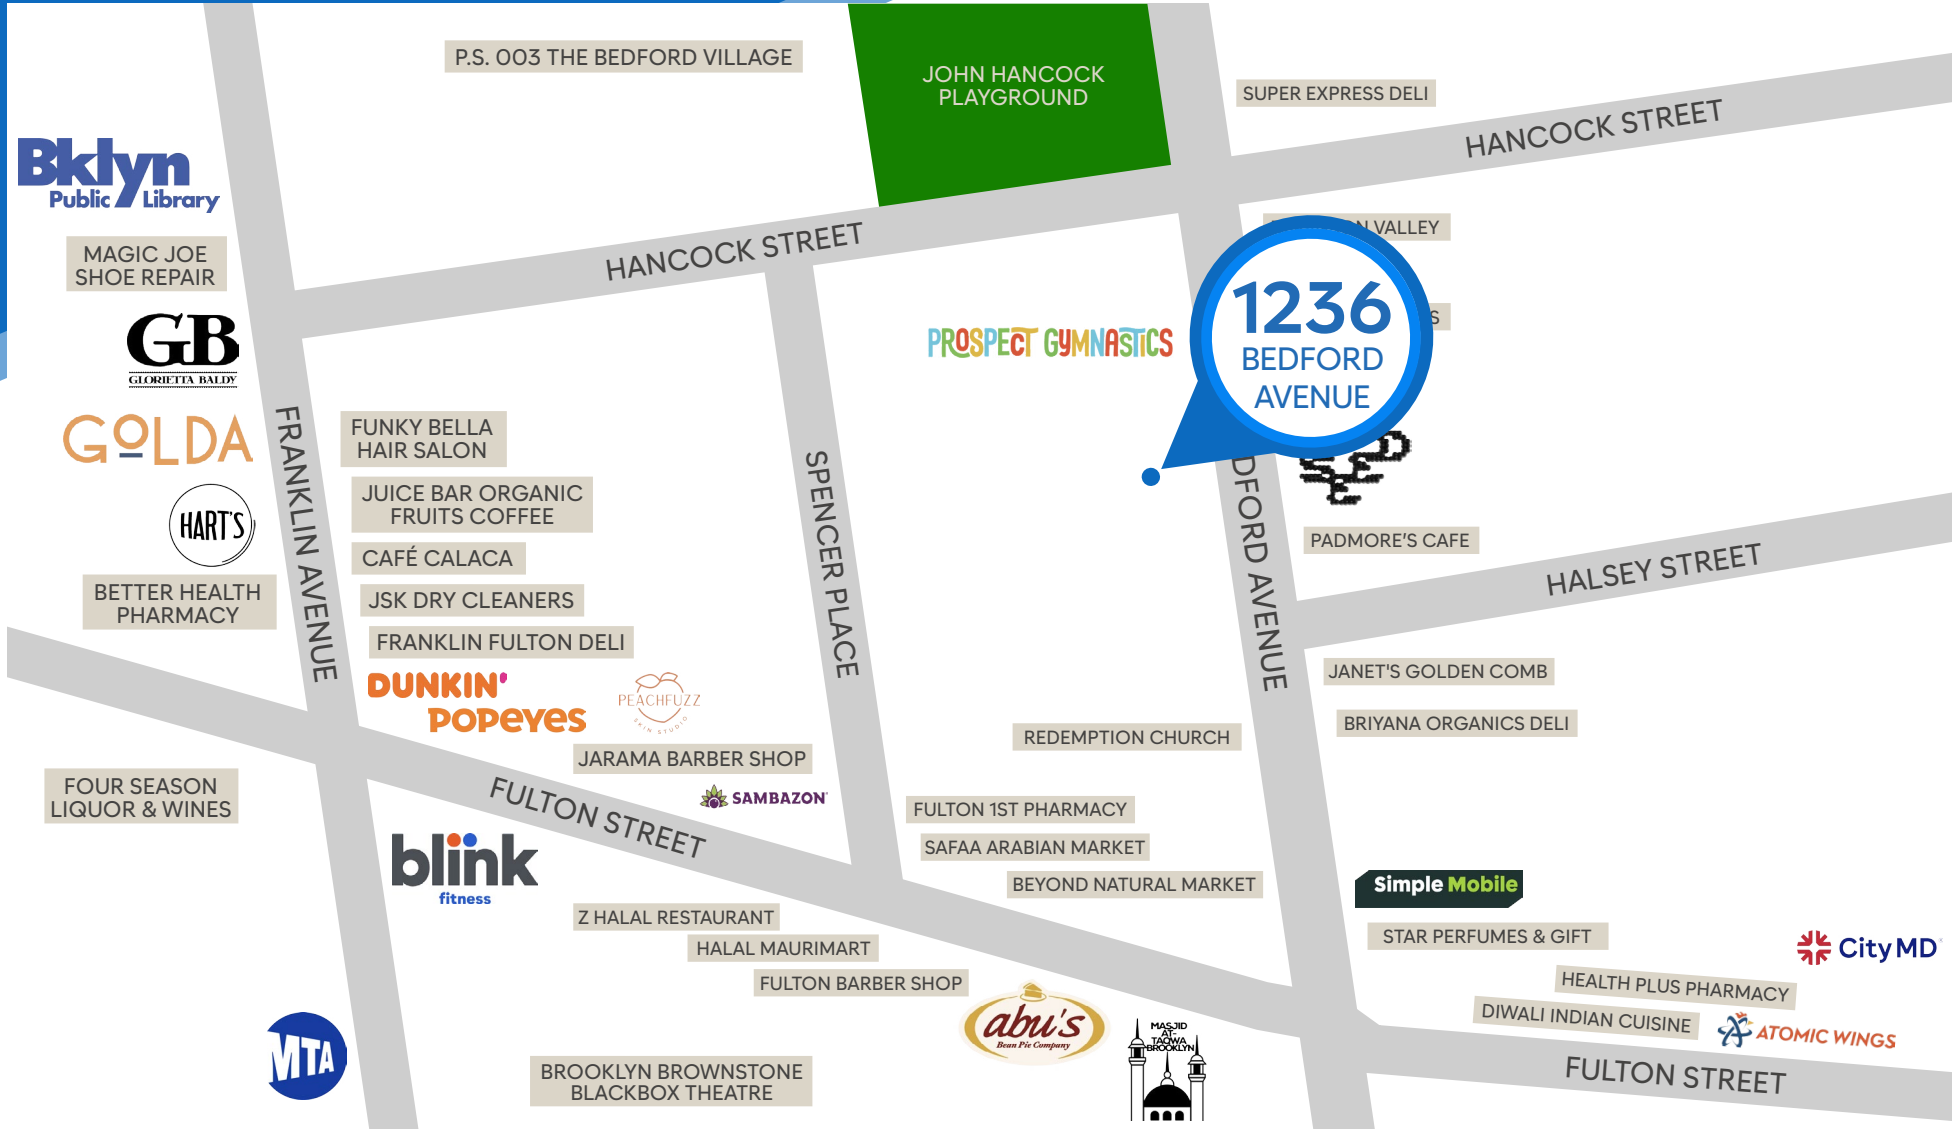 P.S. 003 THE BEDFORD VILLAGE
JOHN HANCOCK
PLAYGROUND
SUPER EXPRESS DELI
HANCOCK STREET
Bklyn
Public Library
MAGIC JOE
SHOE REPAIR
HANCOCK STREET
VALLEY
GB
GLORIETTA BALDY
PROSPECT GYMNASTICS
1236
BEDFORD
AVENUE
GOLDA
FRANKLIN AVENUE
FUNKY BELLA
HAIR SALON
JUICE BAR ORGANIC
FRUITS COFFEE
CAFÉ CALACA
JSK DRY CLEANERS
FRANKLIN FULTON DELI
HART'S
BETTER HEALTH
PHARMACY
SPENCER PLACE
DFORD AVENUE
PADMORE'S CAFE
HALSEY STREET
DUNKIN'
POPEYES
PEACHFUZZ
SKIN STUDIO
JANET'S GOLDEN COMB
BRIYANA ORGANICS DELI
REDEMPTION CHURCH
JARAMA BARBER SHOP
SAMBAZON
FOUR SEASON
LIQUOR & WINES
FULTON STREET
FULTON 1ST PHARMACY
SAFAA ARABIAN MARKET
BEYOND NATURAL MARKET
blink
fitness
Simple Mobile
STAR PERFUMES & GIFT
CityMD
Z HALAL RESTAURANT
HALAL MAURIMART
FULTON BARBER SHOP
HEALTH PLUS PHARMACY
DIWALI INDIAN CUISINE
ATOMIC WINGS
abu's
Bean Pie Company
MASJID
AT-
TAQWA
BROOKLYN
MTA
BROOKLYN BROWNSTONE
BLACKBOX THEATRE
FULTON STREET